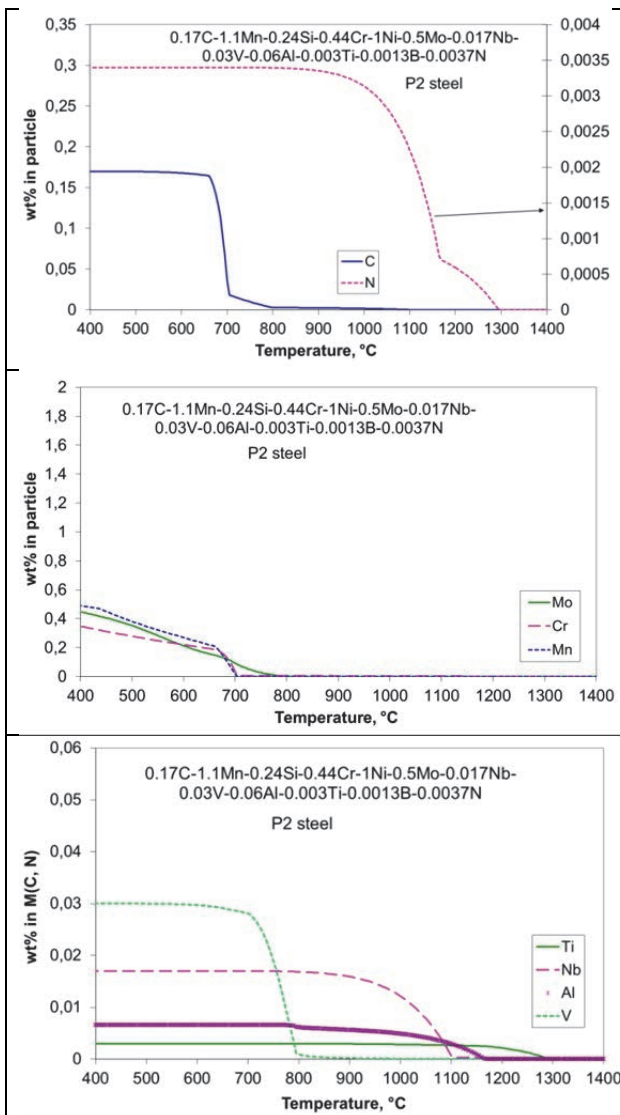 0.17C-1.1Mn-0.24Si-0.44Cr-1Ni-0.5Mo-0.017Nb-
0.03V-0.06Al-0.003Ti-0.0013B-0.0037N
P2 steel
0,35
0,3
0,25
0,2
0,15
0,1
0,05
0
wt% in particle
0,004
0,0035
0,003
0,0025
0,002
0,0015
0,001
0,0005
0
C
N
400 500 600 700 800 900 1000 1100 1200 1300 1400
Temperature, °C
0.17C-1.1Mn-0.24Si-0.44Cr-1Ni-0.5Mo-0.017Nb-
0.03V-0.06Al-0.003Ti-0.0013B-0.0037N
P2 steel
2
1,8
1,6
1,4
1,2
1
0,8
0,6
0,4
0,2
0
wt% in particle
Mo
Cr
Mn
400 500 600 700 800 900 1000 1100 1200 1300 1400
Temperature, °C
0.17C-1.1Mn-0.24Si-0.44Cr-1Ni-0.5Mo-0.017Nb-
0.03V-0.06Al-0.003Ti-0.0013B-0.0037N
P2 steel
0,06
0,05
0,04
0,03
0,02
0,01
0
wt% in M(C, N)
Ti
Nb
Al
V
400 500 600 700 800 900 1000 1100 1200 1300 1400
Temperature, °C